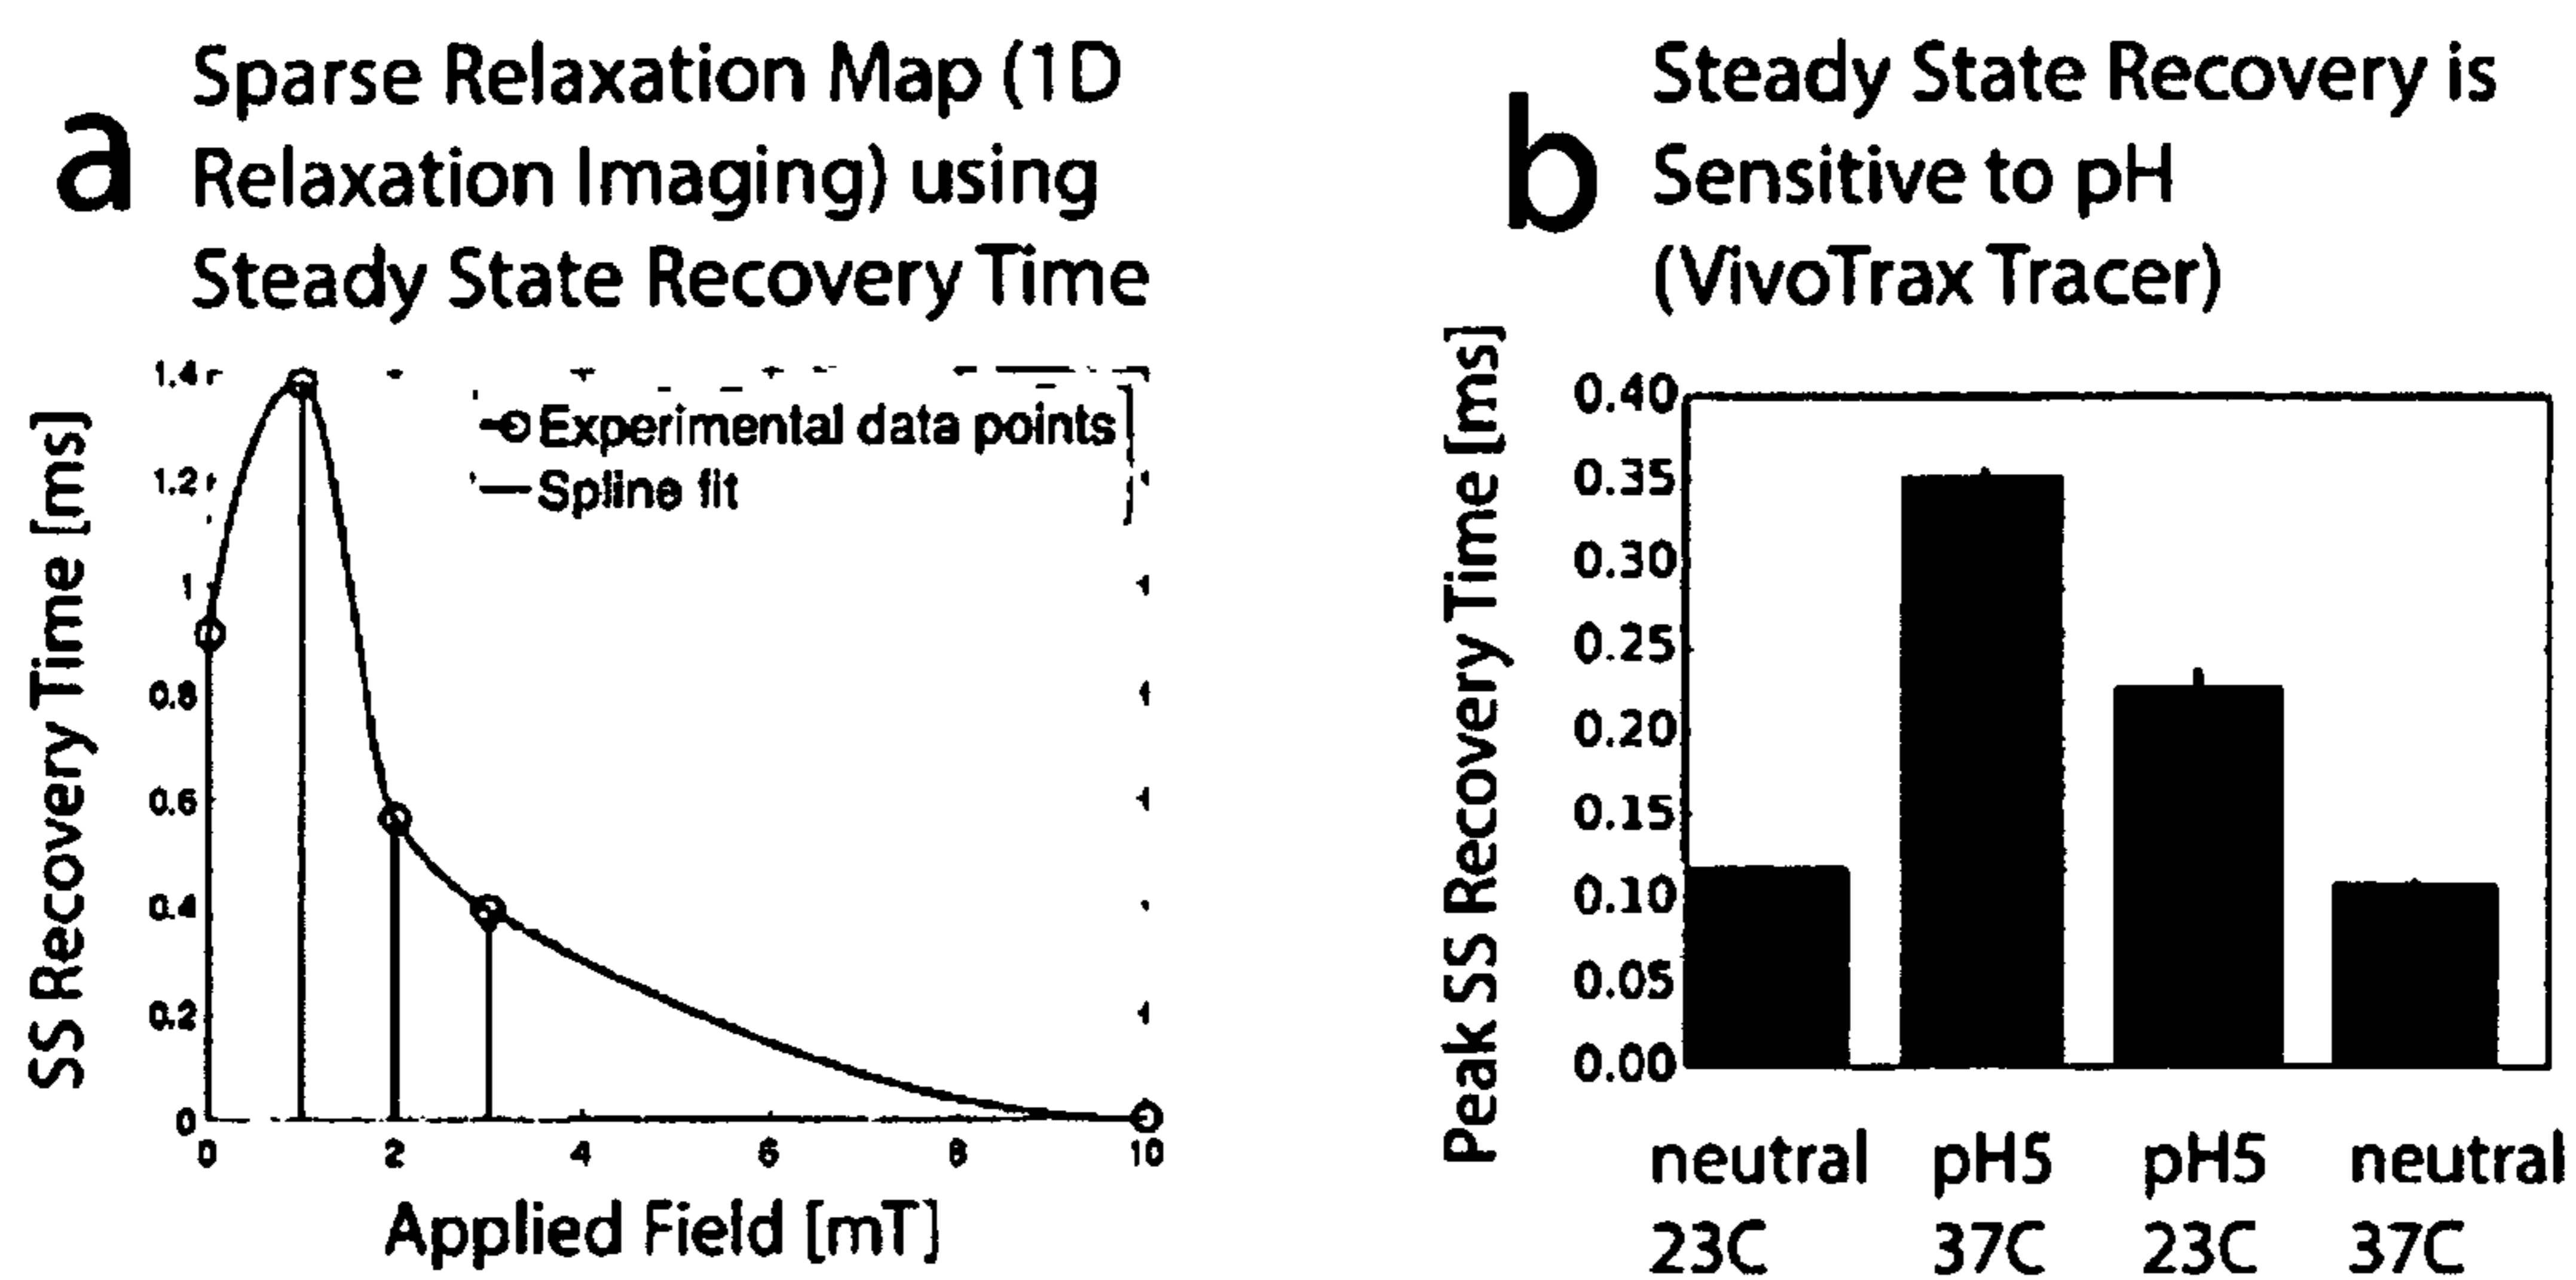 a
Sparse Relaxation Map (1D
Relaxation Imaging) using
Steady State Recovery Time
SS Recovery Time [ms]
1.4
1.2
1
0.8
0.6
0.4
0.2
0
Experimental data points
Spline fit
0 2 4 6 8 10
Applied Field [mT]
b
Steady State Recovery is
Sensitive to pH
(VivoTrax Tracer)
Peak SS Recovery Time [ms]
0.40
0.35
0.30
0.25
0.20
0.15
0.10
0.05
0.00
neutral pH5 pH5 neutral
23C 37C 23C 37C